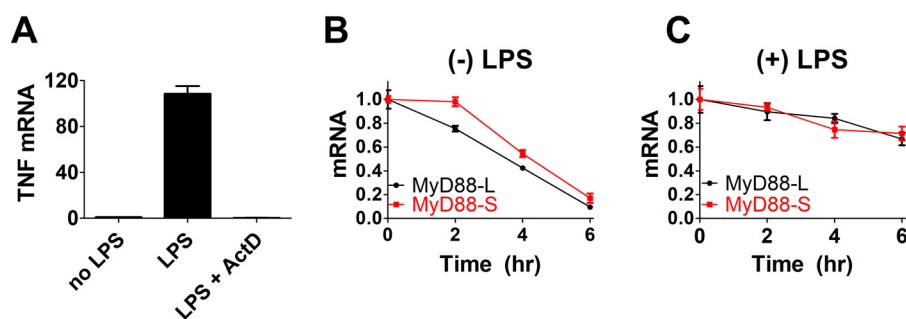 A
TNF mRNA
120
80
40
0
no LPS
LPS
LPS + ActD
B
(-) LPS
mRNA
1.0
0.8
0.6
0.4
0.2
0.0
MyD88-L
MyD88-S
0 2 4 6
Time (hr)
C
(+) LPS
mRNA
1.0
0.8
0.6
0.4
0.2
0.0
MyD88-L
MyD88-S
0 2 4 6
Time (hr)